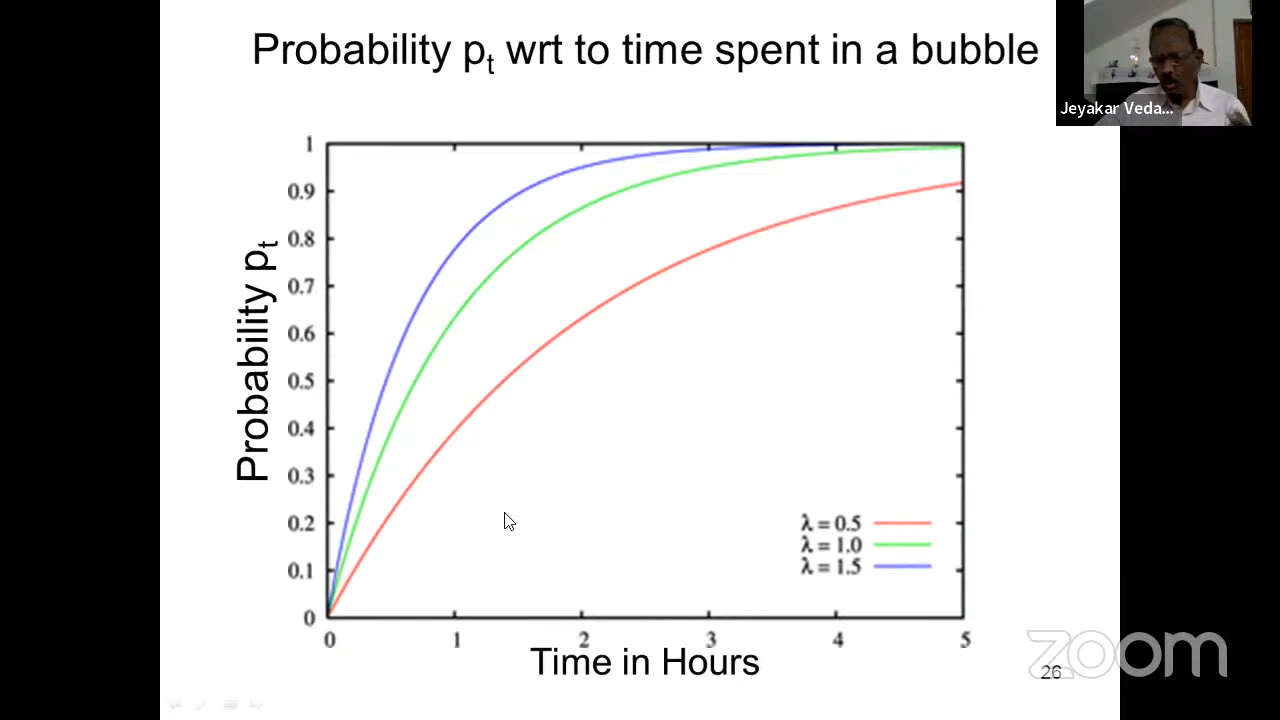 Probability pt wrt to time spent in a bubble
Jeyakar Veda...
Probability pt
1
0.9
0.8
0.7
0.6
0.5
0.4
0.3
0.2
0.1
0
λ = 0.5
λ = 1.0
λ = 1.5
0 1 2 3 4 5
Time in Hours
zoom
26